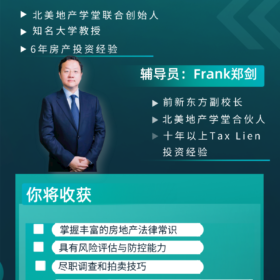 北美地产学堂联合创始人
知名大学教授
6年房产投资经验
辅导员：Frank郑剑
前新东方副校长
北美地产学堂合伙人
十年以上Tax Lien
投资经验
你将收获
掌握丰富的房地产法律常识
具有风险评估与防控能力
尽职调查和拍卖技巧